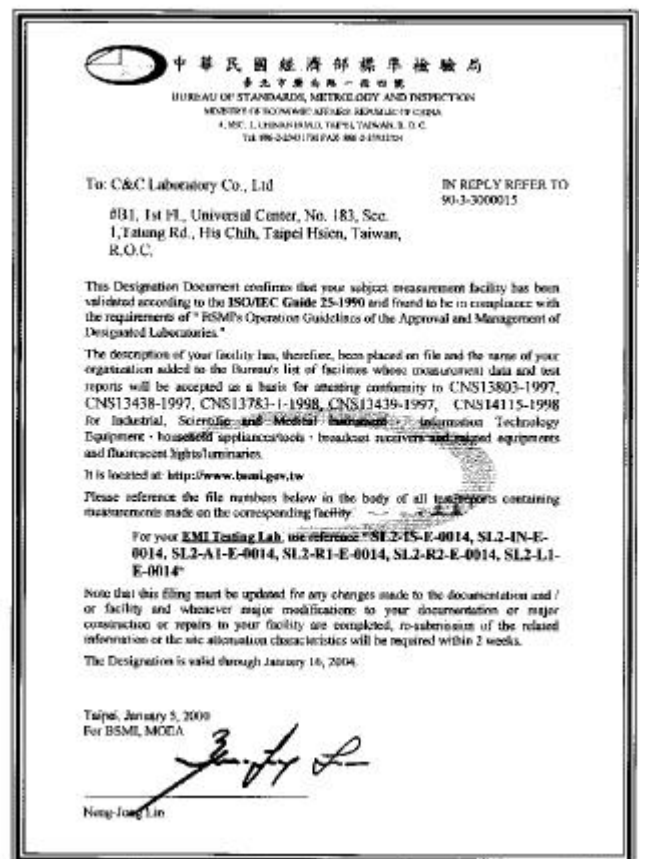 中華民國經濟部標準檢驗局
BUREAU OF STANDARDS, METROLOGY AND INSPECTION
MINISTRY OF ECONOMIC AFFAIRS REPUBLIC OF CHINA
TAIPEI, TAIWAN, R. O. C.
To: C&C Laboratory Co., Ltd
IN REPLY REFER TO
90-3-3000015
#B1, 1st Fl., Universal Center, No. 183, Sec.
1,Tatung Rd., His Chih, Taipei Hsien, Taiwan,
R.O.C.
This Designation Document confirms that your subject measurement facility has been
validated according to the ISO/IEC Guide 25-1990 and found to be in compliance with
the requirements of " BSMI's Operation Guidelines of the Approval and Management of
Designated Laboratories."
The description of your facility has, therefore, been placed on file and the name of your
organization added to the Bureau's list of facilities whose measurement data and test
reports will be accepted as a basis for attesting conformity to CNS13803-1997,
CNS13438-1997, CNS13783-1-1998, CNS13439-1997, CNS14115-1998
for Industrial, Scientific and Medical Instrument、Information Technology
Equipment、household appliances/tools、broadcast receivers and related equipments
and fluorescent lights/luminaries.
It is located at: http://www.bsmi.gov.tw
Please reference the file numbers below in the body of all test reports containing
measurements made on the corresponding facility
For your EMI Testing Lab, use reference " SL2-IS-E-0014, SL2-IN-E-
0014, SL2-A1-E-0014, SL2-R1-E-0014, SL2-R2-E-0014, SL2-L1-
E-0014"
Note that this filing must be updated for any changes made to the documentation and /
or facility and whenever major modifications to your documentation or major
construction or repairs to your facility are completed, re-submission of the related
information or the site attenuation characteristics will be required within 2 weeks.
The Designation is valid through January 16, 2004.
Taipei, January 5, 2000
For BSMI, MOEA
Neng-Jong Lin